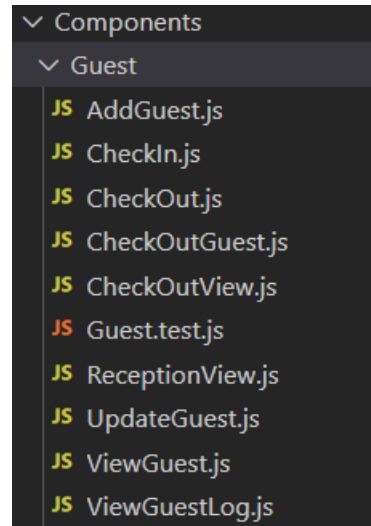 Components
Guest
JS AddGuest.js
JS CheckIn.js
JS CheckOut.js
JS CheckOutGuest.js
JS CheckOutView.js
JS Guest.test.js
JS ReceptionView.js
JS UpdateGuest.js
JS ViewGuest.js
JS ViewGuestLog.js